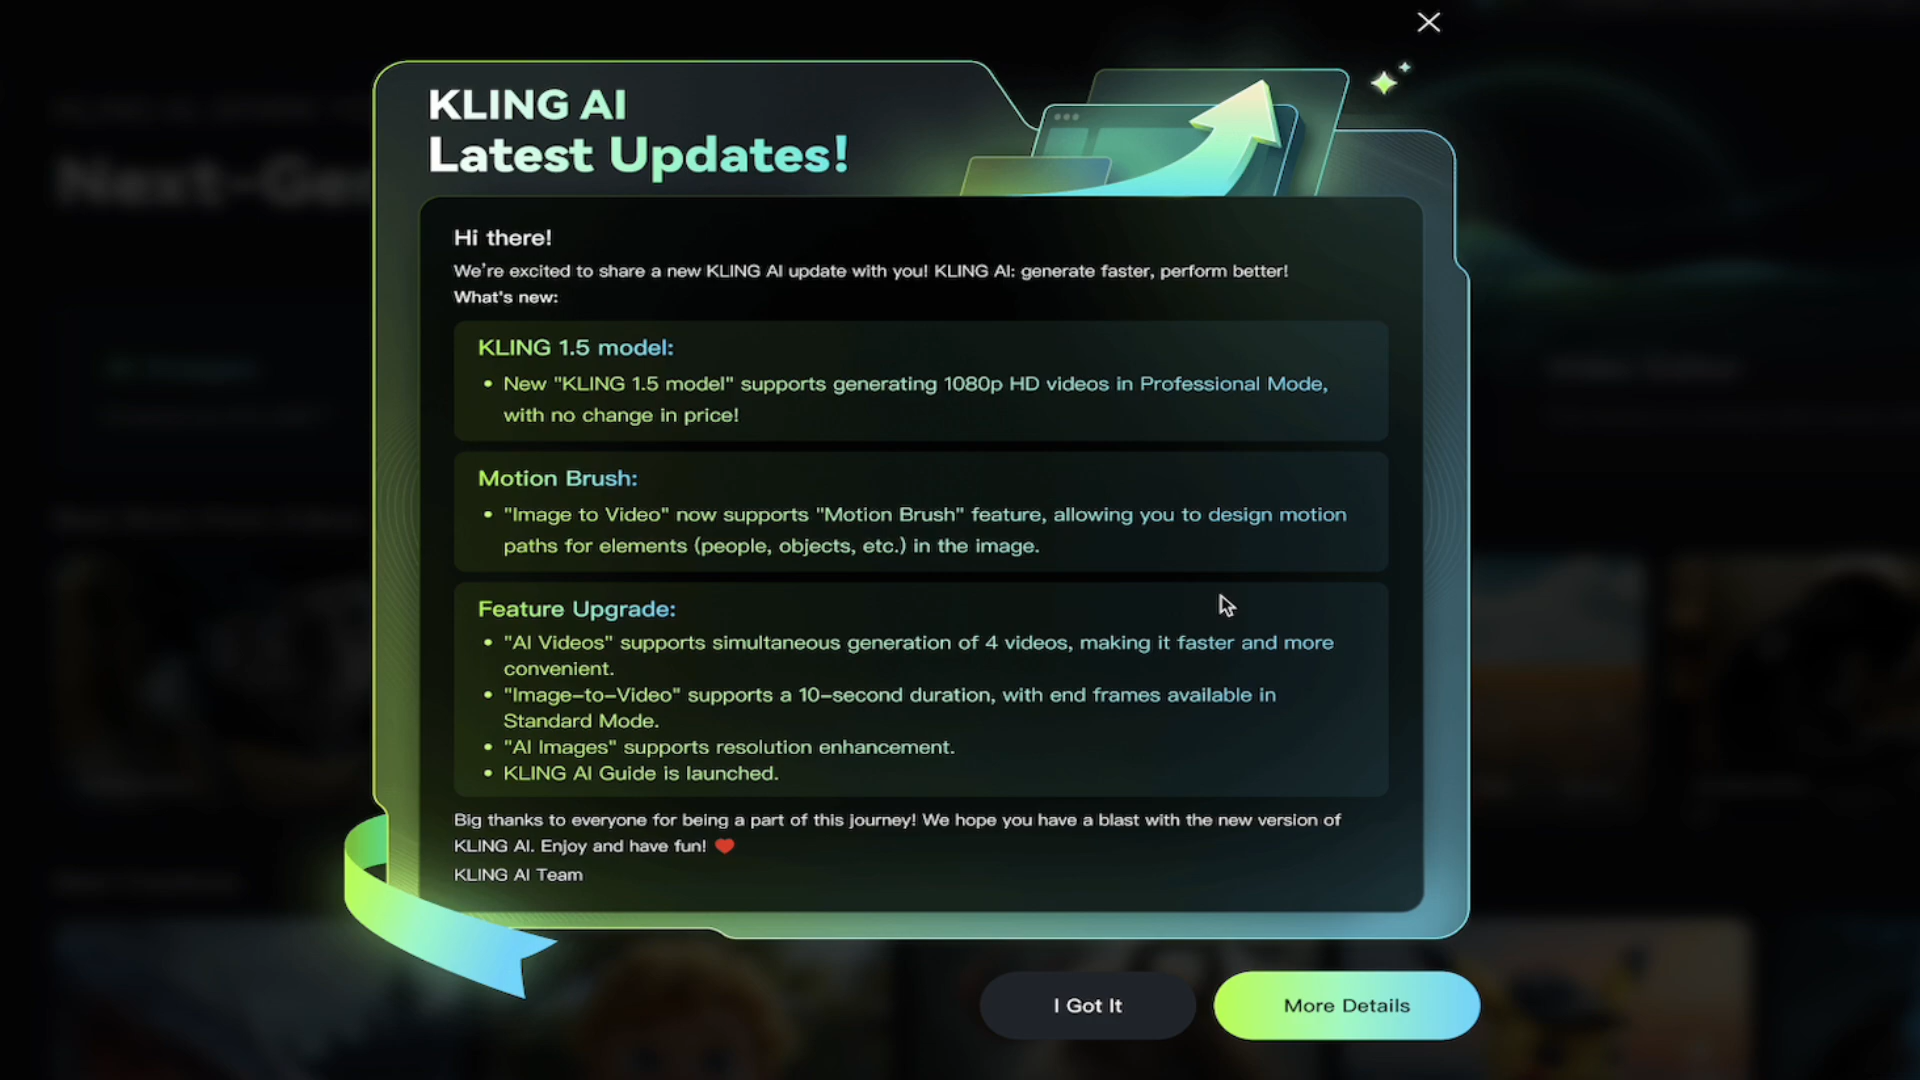 KLING AI
Latest Updates!
Next-Ge
Hi there!
We're excited to share a new KLING AI update with you! KLING AI: generate faster, perform better!
What's new:
KLING 1.5 model:
• New "KLING 1.5 model" supports generating 1080p HD videos in Professional Mode,
with no change in price!
Motion Brush:
• "Image to Video" now supports "Motion Brush" feature, allowing you to design motion
paths for elements (people, objects, etc.) in the image.
Feature Upgrade:
• "AI Videos" supports simultaneous generation of 4 videos, making it faster and more
convenient.
• "Image-to-Video" supports a 10-second duration, with end frames available in
Standard Mode.
• "AI Images" supports resolution enhancement.
• KLING AI Guide is launched.
Big thanks to everyone for being a part of this journey! We hope you have a blast with the new version of
KLING AI. Enjoy and have fun! ❤️
KLING AI Team
I Got It
More Details